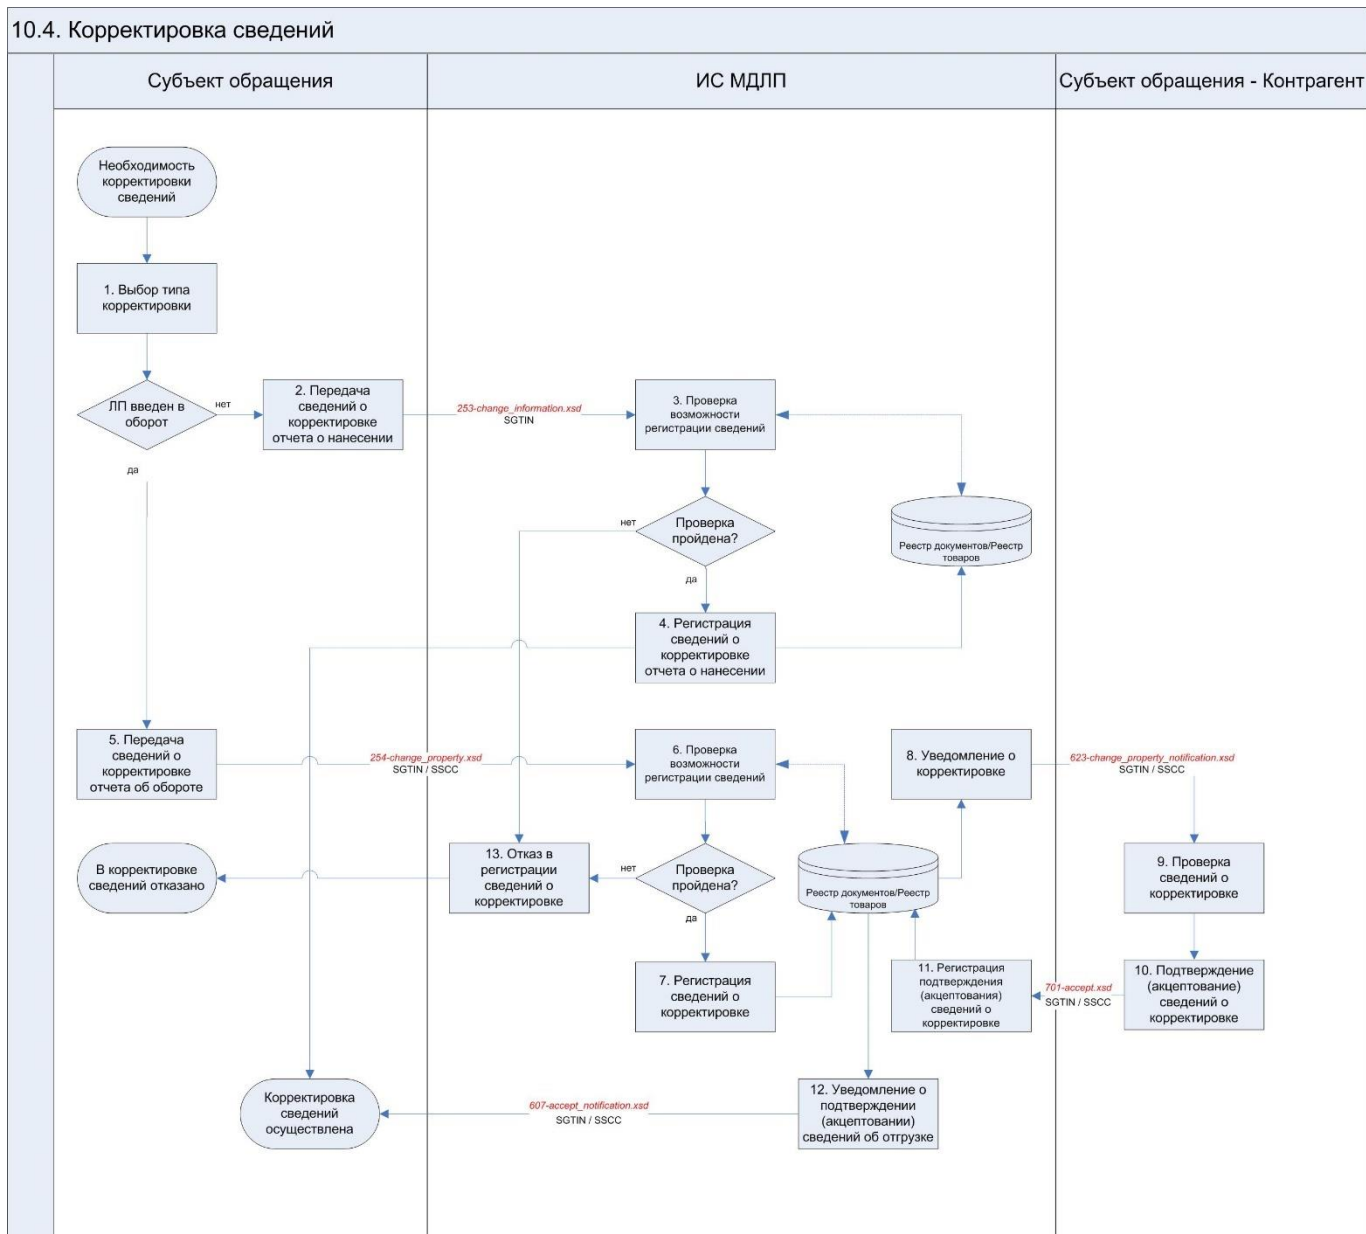 10.4. Корректировка сведений
Субъект обращения
ИС МДЛП
Субъект обращения - Контрагент
Необходимость
корректировки
сведений
1. Выбор типа
корректировки
ЛП введен в
оборот
нет
да
2. Передача
сведений о
корректировке
отчета о нанесении
253-change_information.xsd
SGTIN
3. Проверка
возможности
регистрации сведений
Проверка
пройдена?
нет
да
Реестр документов/Реестр
товаров
4. Регистрация
сведений о
корректировке
отчета о нанесении
5. Передача
сведений о
корректировке
отчета об обороте
254-change_property.xsd
SGTIN / SSCC
6. Проверка
возможности
регистрации сведений
8. Уведомление о
корректировке
623-change_property_notification.xsd
SGTIN / SSCC
В корректировке
сведений отказано
13. Отказ в
регистрации
сведений о
корректировке
нет
Проверка
пройдена?
да
Реестр документов/Реестр
товаров
9. Проверка
сведений о
корректировке
7. Регистрация
сведений о
корректировке
11. Регистрация
подтверждения
(акцептования)
сведений о
корректировке
701-accept.xsd
SGTIN / SSCC
10. Подтверждение
(акцептование)
сведений о
корректировке
Корректировка
сведений
осуществлена
607-accept_notification.xsd
SGTIN / SSCC
12. Уведомление о
подтверждении
(акцептовании)
сведений об отгрузке